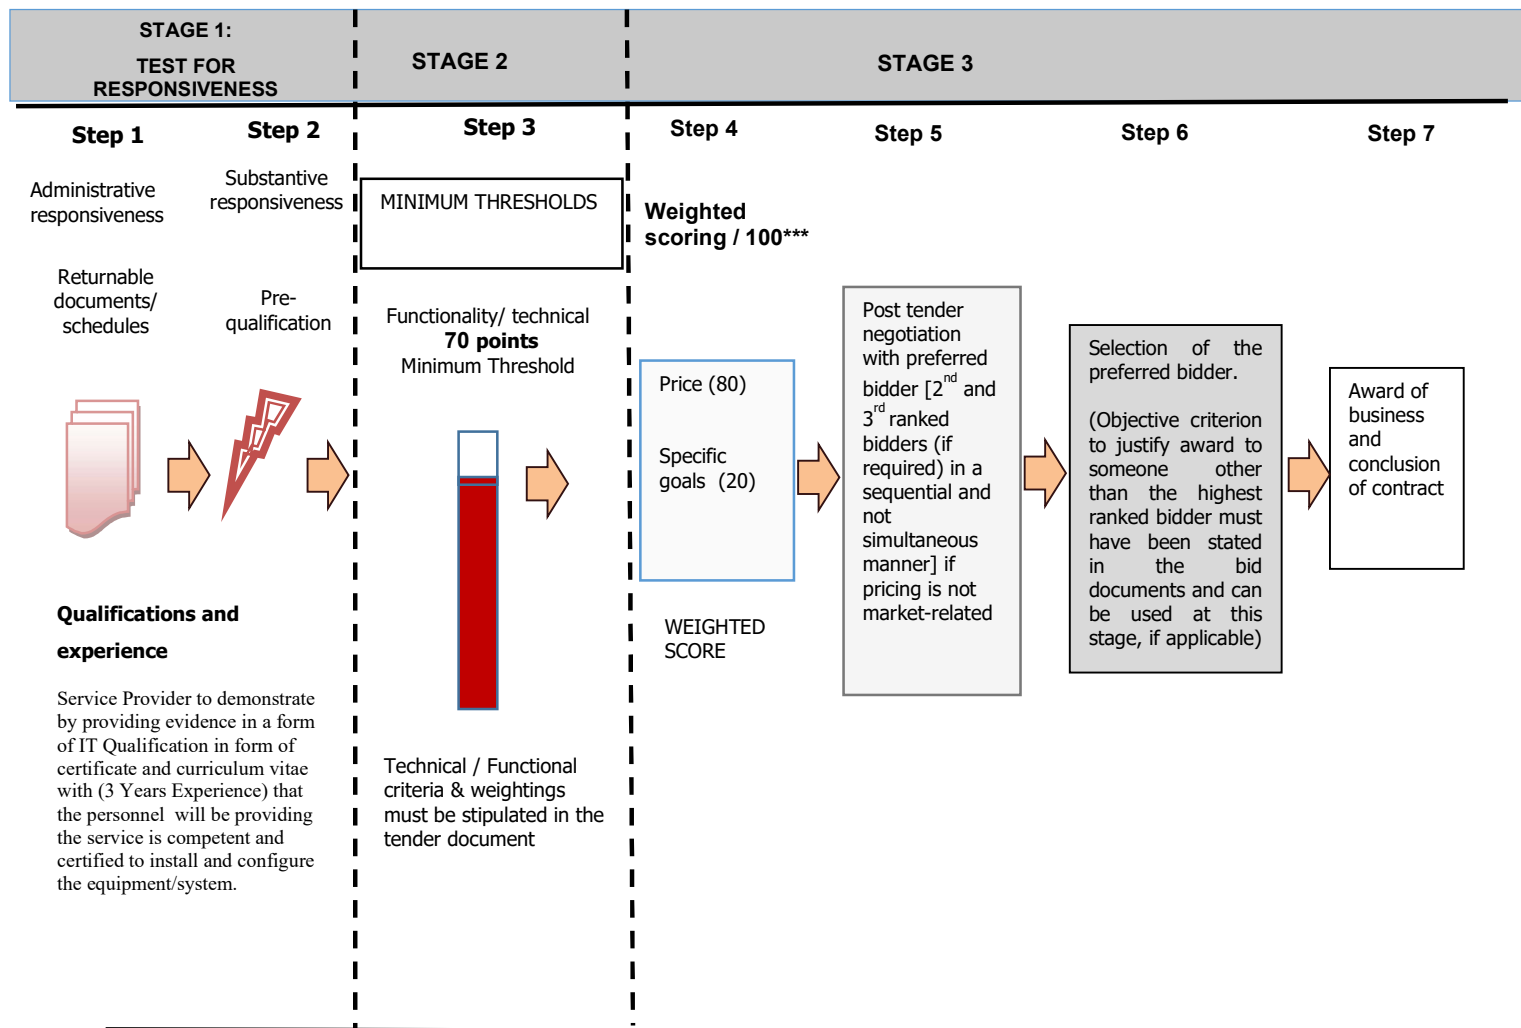 STAGE 1:
TEST FOR
RESPONSIVENESS
STAGE 2
STAGE 3
Step 1
Step 2
Step 3
Step 4
Step 5
Step 6
Step 7
Administrative
responsiveness
Returnable
documents/
schedules
Substantive
responsiveness
Pre-
qualification
Qualifications and
experience
Service Provider to demonstrate
by providing evidence in a form
of IT Qualification in form of
certificate and curriculum vitae
with (3 Years Experience) that
the personnel  will be providing
the service is competent and
certified to install and configure
the equipment/system.
MINIMUM THRESHOLDS
Functionality/ technical
70 points
Minimum Threshold
Technical / Functional
criteria & weightings
must be stipulated in the
tender document
Weighted
scoring / 100***
Price (80)
Specific
goals  (20)
WEIGHTED
SCORE
Post tender
negotiation
with preferred
bidder [2nd and
3rd ranked
bidders (if
required) in a
sequential and
not
simultaneous
manner] if
pricing is not
market-related
Selection of the
preferred bidder.
(Objective criterion
to justify award to
someone other
than the highest
ranked bidder must
have been stated
in the bid
documents and can
be used at this
stage, if applicable)
Award of
business
and
conclusion
of contract